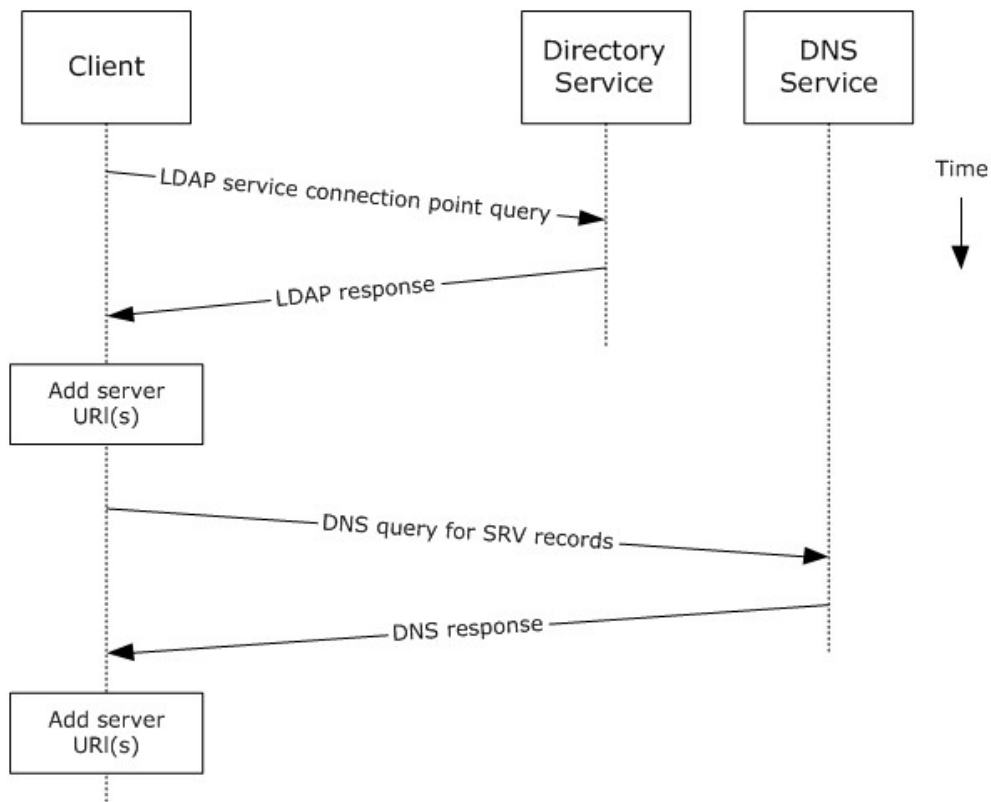 Client
Directory
Service
DNS
Service
Time
LDAP service connection point query
LDAP response
Add server
URI(s)
DNS query for SRV records
DNS response
Add server
URI(s)